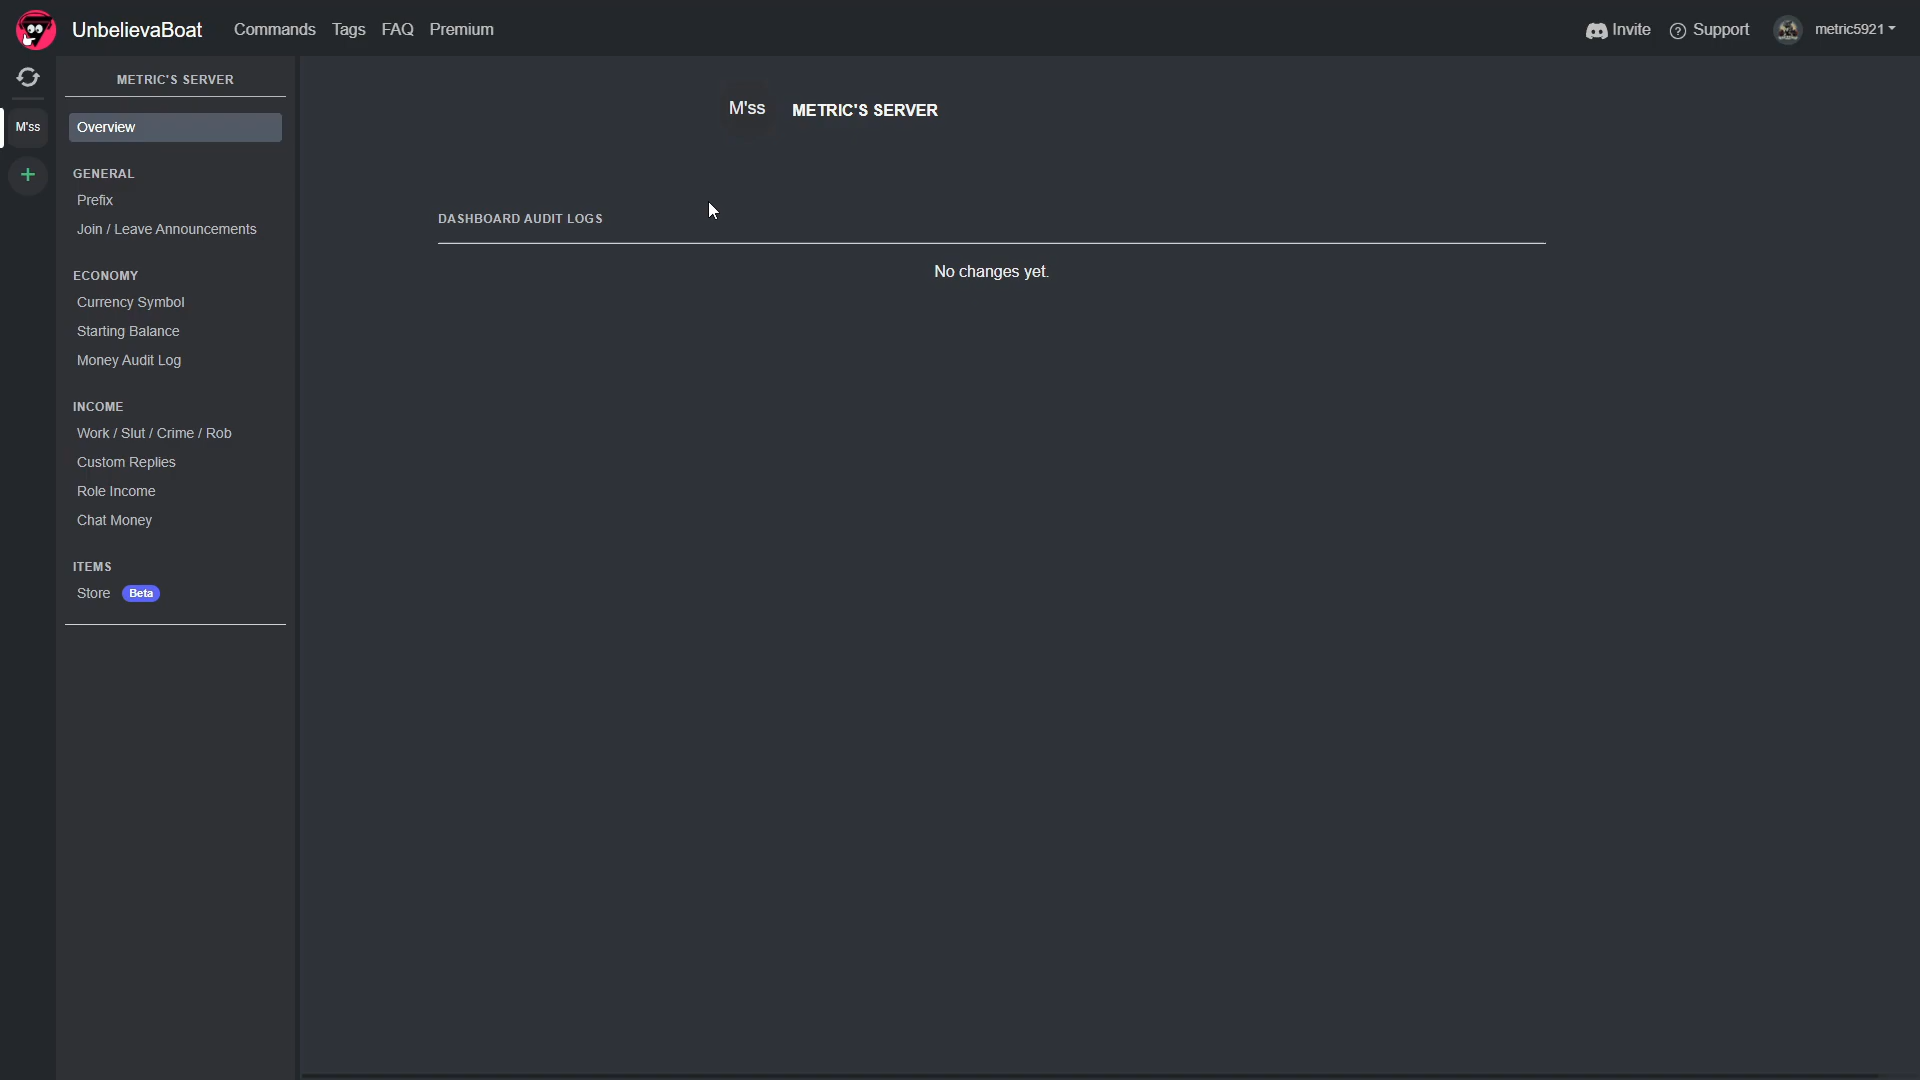 UnbelievaBoat Commands Tags FAQ Premium Invite Support metric5921
METRIC'S SERVER
M'ss
+
Overview
GENERAL
Prefix
Join / Leave Announcements
ECONOMY
Currency Symbol
Starting Balance
Money Audit Log
INCOME
Work / Slut / Crime / Rob
Custom Replies
Role Income
Chat Money
ITEMS
Store Beta
M'ss METRIC'S SERVER
DASHBOARD AUDIT LOGS
No changes yet.